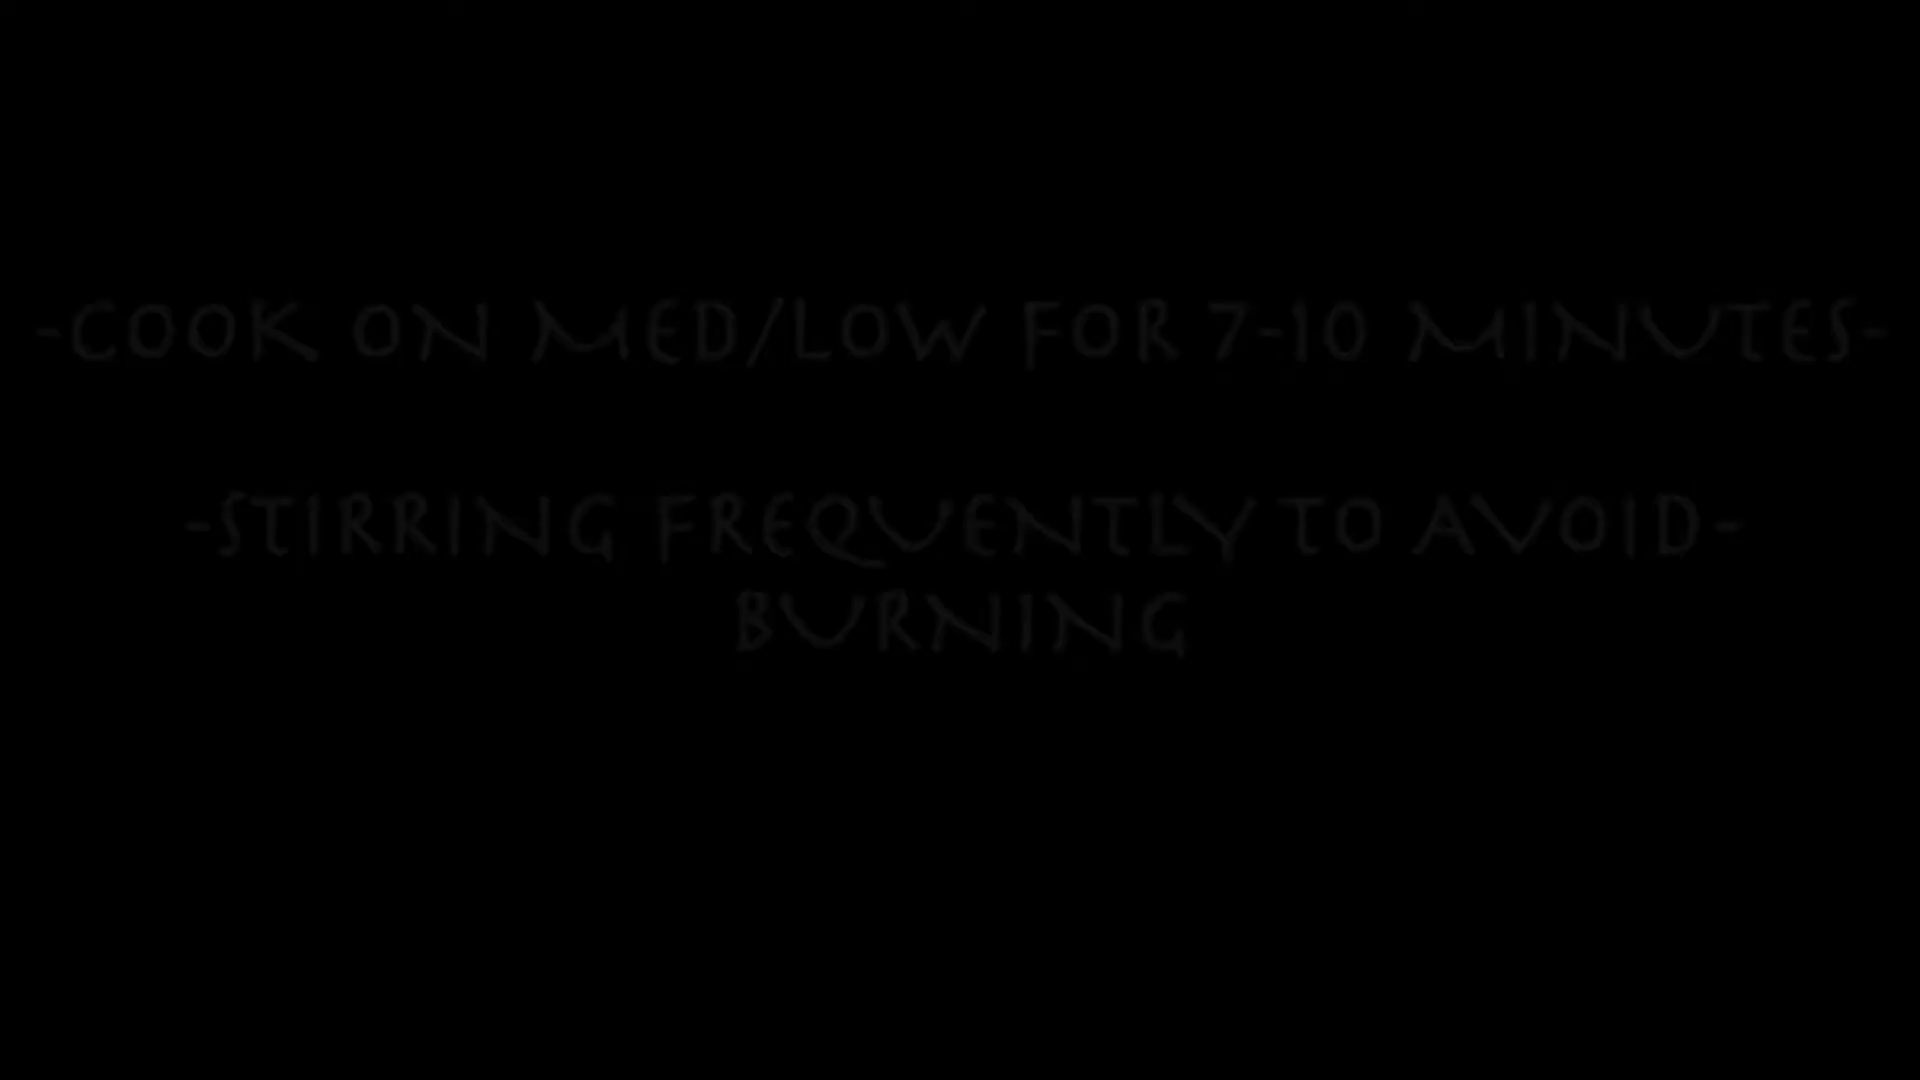 -COOK ON MED/LOW FOR 7-10 MINUTES-
-STIRRING FREQUENTLY TO AVOID-
BURNING